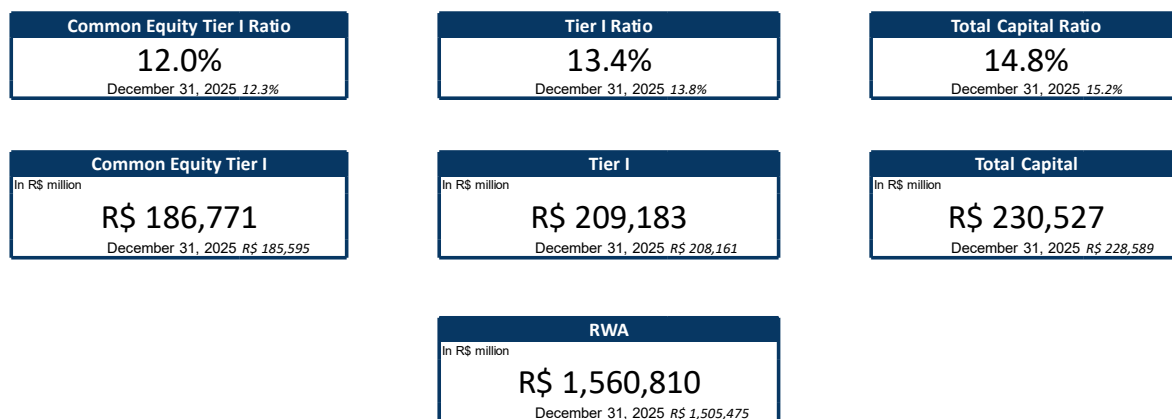 Common Equity Tier I Ratio
12.0%
December 31, 2025 12.3%
Tier I Ratio
13.4%
December 31, 2025 13.8%
Total Capital Ratio
14.8%
December 31, 2025 15.2%
Common Equity Tier I
In R$ million
R$ 186,771
December 31, 2025 R$ 185,595
Tier I
In R$ million
R$ 209,183
December 31, 2025 R$ 208,161
Total Capital
In R$ million
R$ 230,527
December 31, 2025 R$ 228,589
RWA
In R$ million
R$ 1,560,810
December 31, 2025 R$ 1,505,475